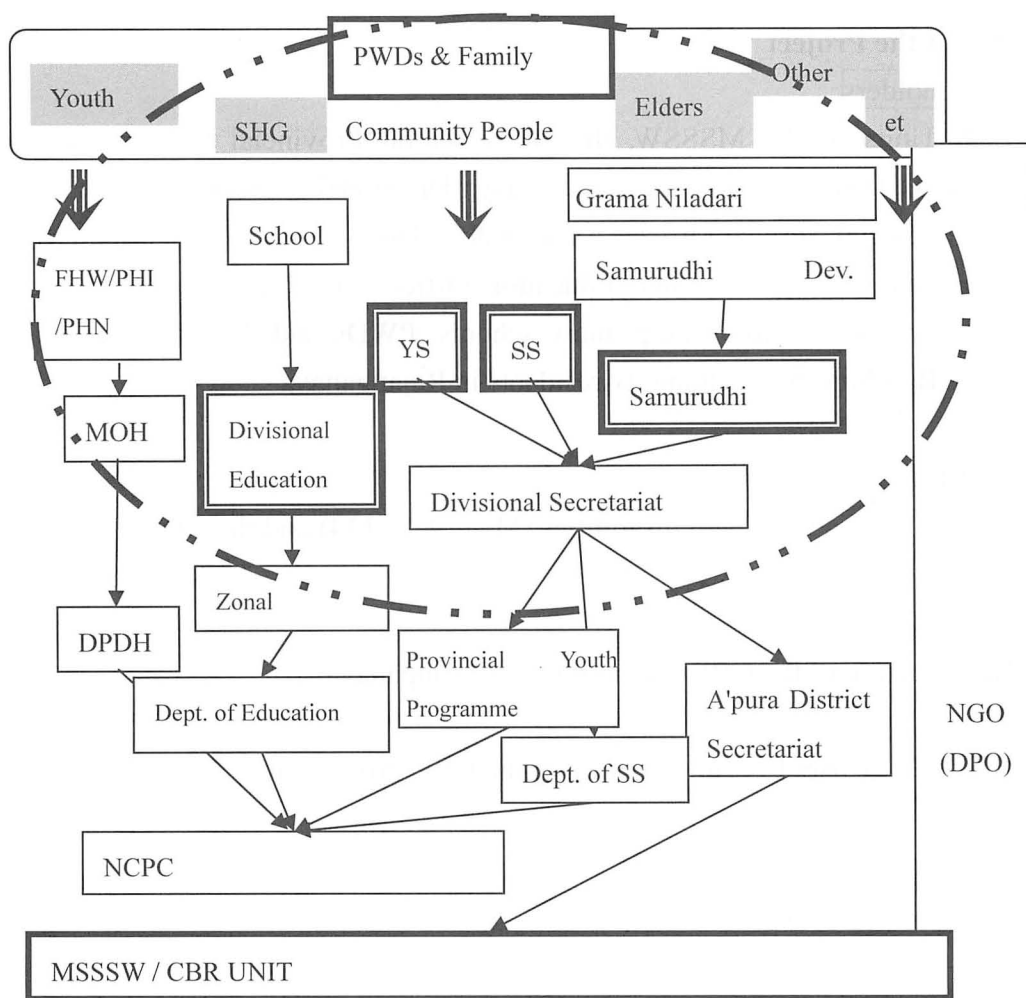 PWDs & Family
Youth
Other
Elders
et
SHG
Community People
Grama Niladari
School
Samurudhi Dev.
FHW/PHI
/PHN
YS
SS
Samurudhi
MOH
Divisional
Education
Divisional Secretariat
Zonal
DPDH
Provincial Youth
Programme
A'pura District
Secretariat
Dept. of Education
NGO
(DPO)
Dept. of SS
NCPC
MSSSW / CBR UNIT